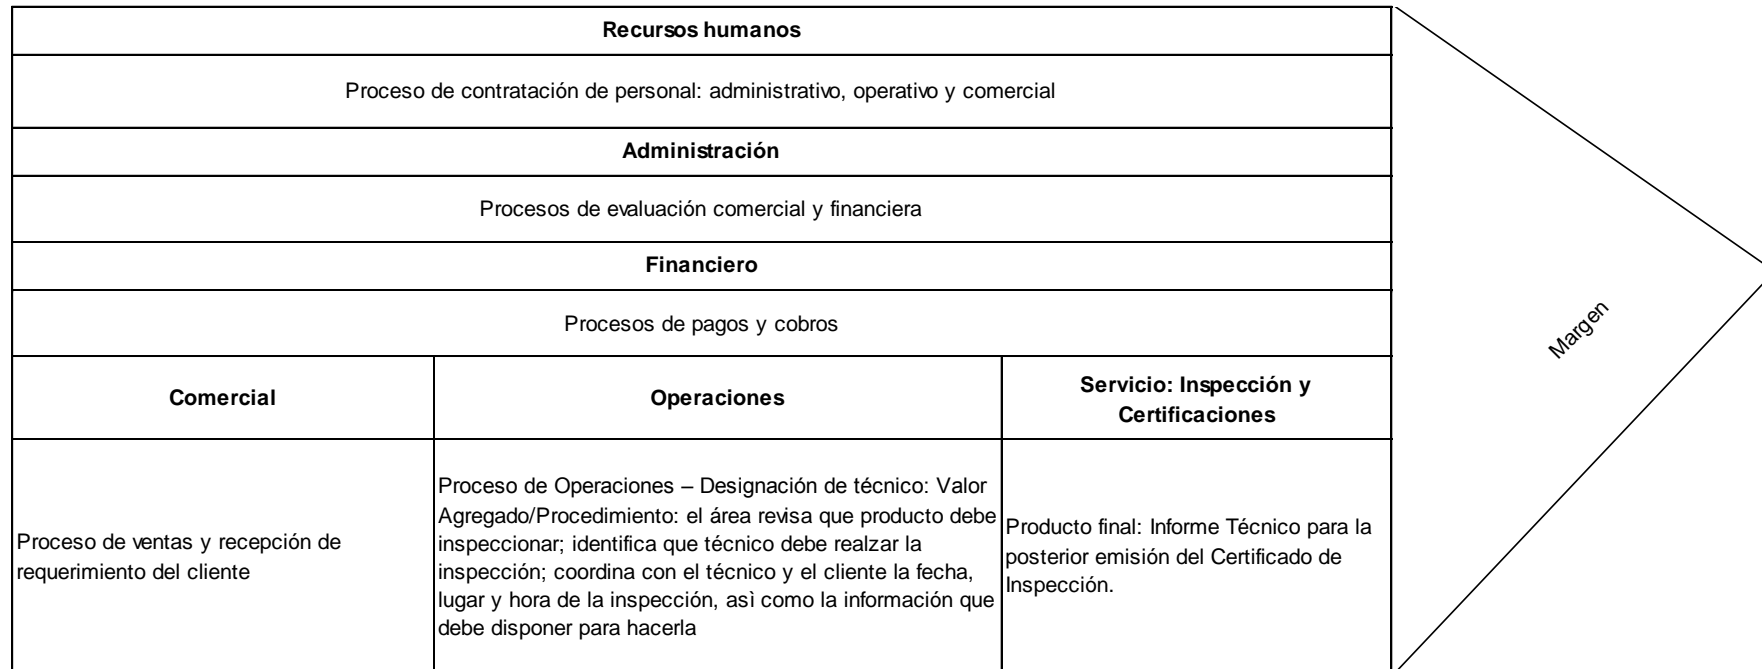 Recursos humanos
Proceso de contratación de personal: administrativo, operativo y comercial
Administración
Procesos de evaluación comercial y financiera
Financiero
Procesos de pagos y cobros
Margen
Comercial
Operaciones
Servicio: Inspección y
Certificaciones
Proceso de ventas y recepción de
requerimiento del cliente
Proceso de Operaciones – Designación de técnico: Valor
Agregado/Procedimiento: el área revisa que producto debe
inspeccionar; identifica que técnico debe realzar la
inspección; coordina con el técnico y el cliente la fecha,
lugar y hora de la inspección, asì como la información que
debe disponer para hacerla
Producto final: Informe Técnico para la
posterior emisión del Certificado de
Inspección.